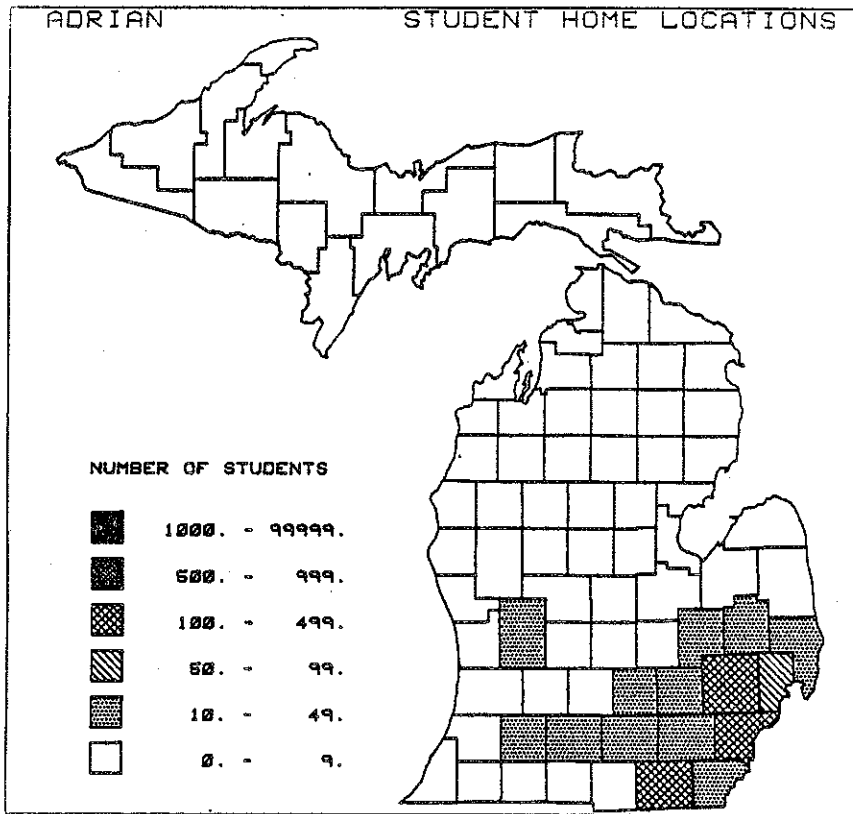 ADRIAN STUDENT HOME LOCATIONS
NUMBER OF STUDENTS
1000. - 99999.
500. - 999.
100. - 499.
50. - 99.
10. - 49.
0. - 9.